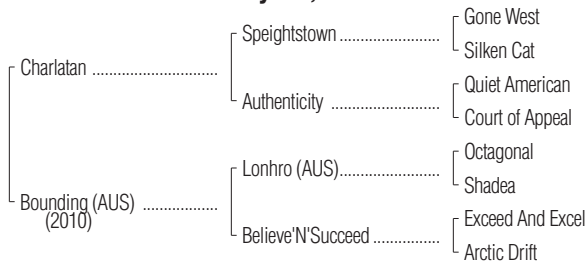 Gone West
Speightstown
Silken Cat
Charlatan
Quiet American
Authenticity
Court of Appeal
Octagonal
Lonhro (AUS)
Shadea
Bounding (AUS)
(2010)
Exceed And Excel
Believe'N'Succeed
Arctic Drift